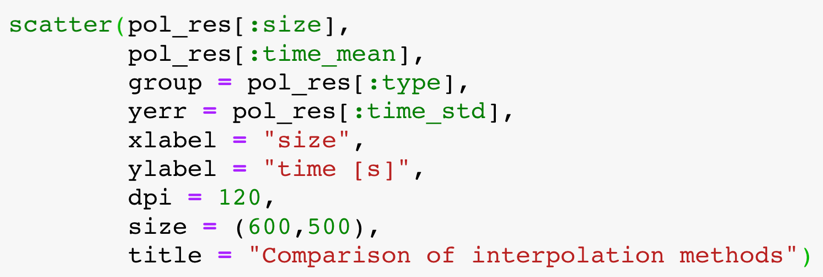 scatter(pol_res[:size],
pol_res[:time_mean],
group = pol_res[:type],
yerr = pol_res[:time_std],
xlabel = "size",
ylabel = "time [s]",
dpi = 120,
size = (600,500),
title = "Comparison of interpolation methods")